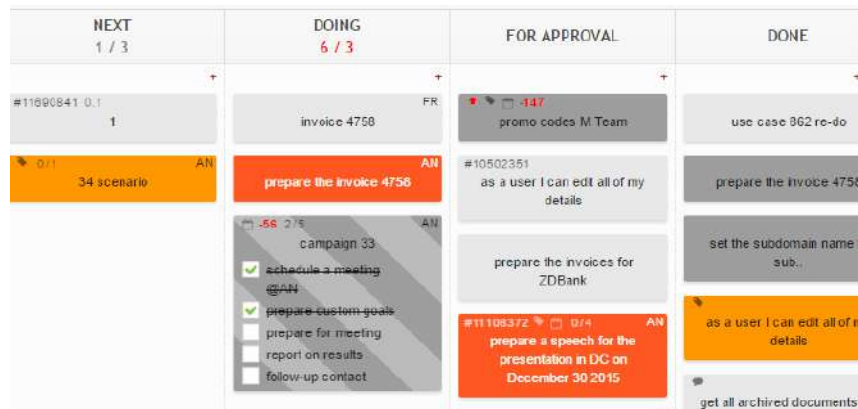 NEXT
1 / 3
+
#11690841 0.1
1
0/1 AN
34 scenario
DOING
6 / 3
+
FR
invoice 4758
AN
prepare the invoice 4758
-56 2/5 AN
campaign 33
schedule a meeting
@AN
prepare custom goals
prepare for meeting
report on results
follow-up contact
FOR APPROVAL
+
-147
promo codes M Team
#10502351
as a user I can edit all of my
details
prepare the invoices for
ZDBank
#11108372 0/4 AN
prepare a speech for the
presentation in DC on
December 30 2015
DONE
+
use case 862 re-do
prepare the invoice 4758
set the subdomain name
sub..
as a user I can edit all of
details
get all archired documents